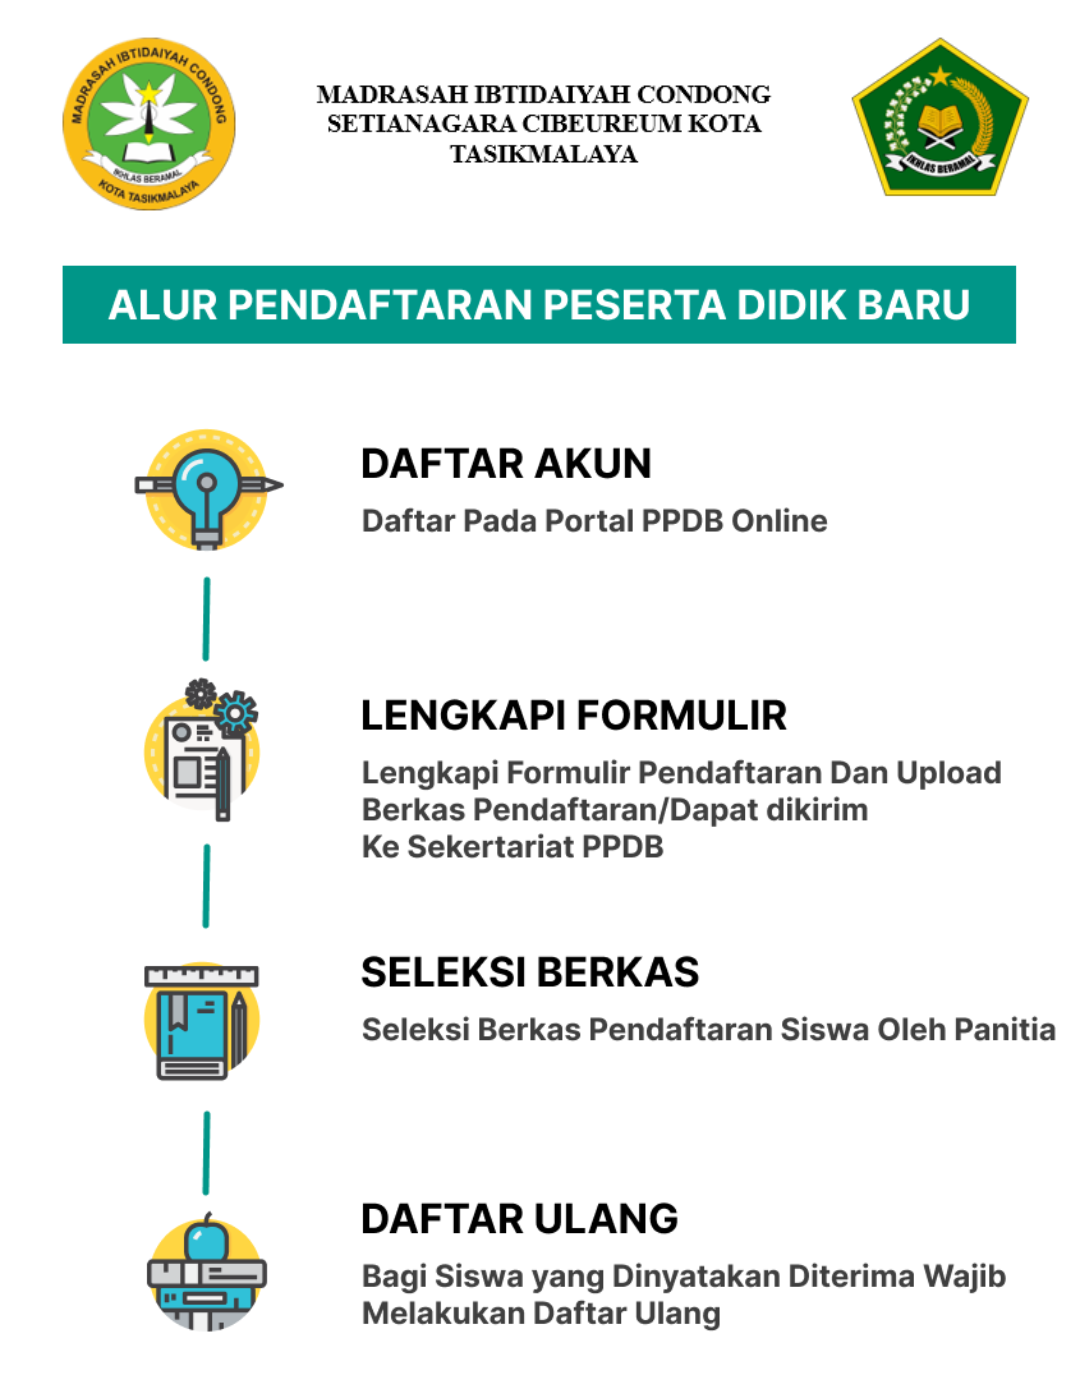 MADRASAH IBTIDAIYAH CONDONG
IKHLAS BERAMAL
KOTA TASIKMALAYA
MADRASAH IBTIDAIYAH CONDONG
SETIANAGARA CIBEUREUM KOTA
TASIKMALAYA
IKHLAS BERAMAL
ALUR PENDAFTARAN PESERTA DIDIK BARU
DAFTAR AKUN
Daftar Pada Portal PPDB Online
LENGKAPI FORMULIR
Lengkapi Formulir Pendaftaran Dan Upload
Berkas Pendaftaran/Dapat dikirim
Ke Sekertariat PPDB
SELEKSI BERKAS
Seleksi Berkas Pendaftaran Siswa Oleh Panitia
DAFTAR ULANG
Bagi Siswa yang Dinyatakan Diterima Wajib
Melakukan Daftar Ulang